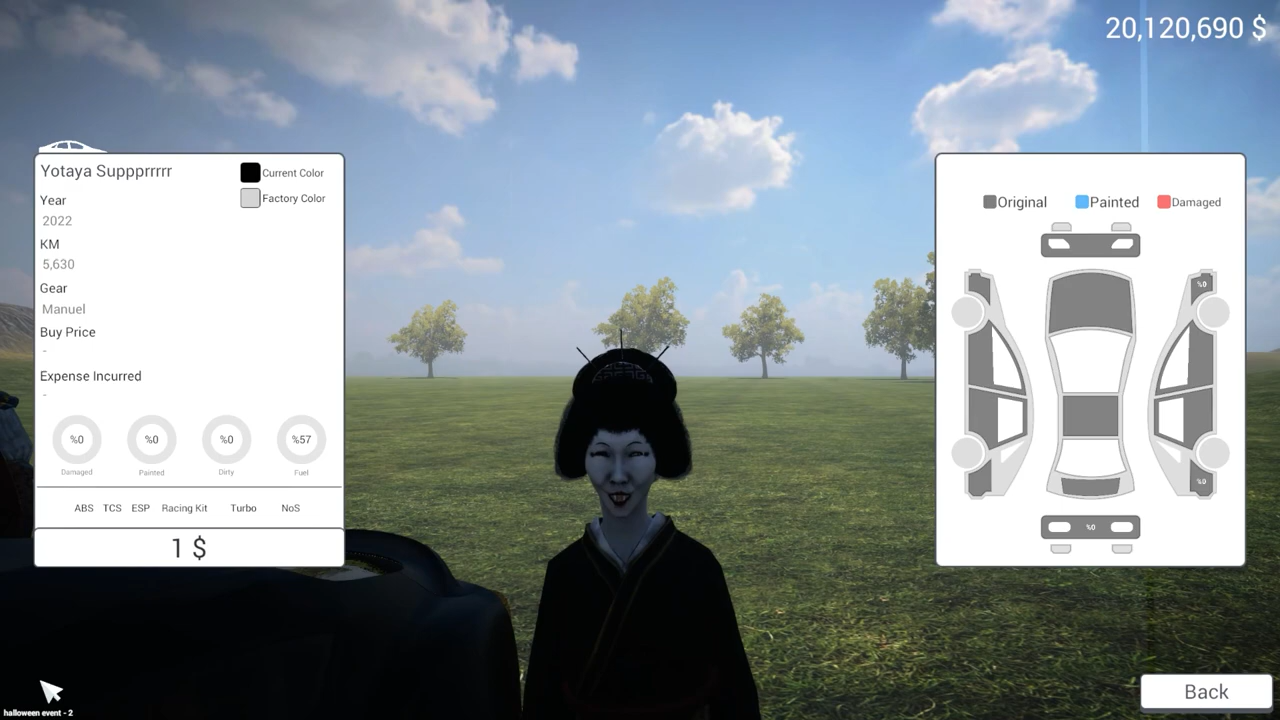 20,120,690 $
Yotaya Suppprrrrr
Current Color
Factory Color
Year
2022
KM
5,630
Gear
Manuel
Buy Price
-
Expense Incurred
-
%0
%0
%0
%57
Damaged
Painted
Dirty
Fuel
ABS TCS ESP Racing Kit Turbo NoS
1 $
Original
Painted
Damaged
%0
%0
%0
Back
halloween event - 2